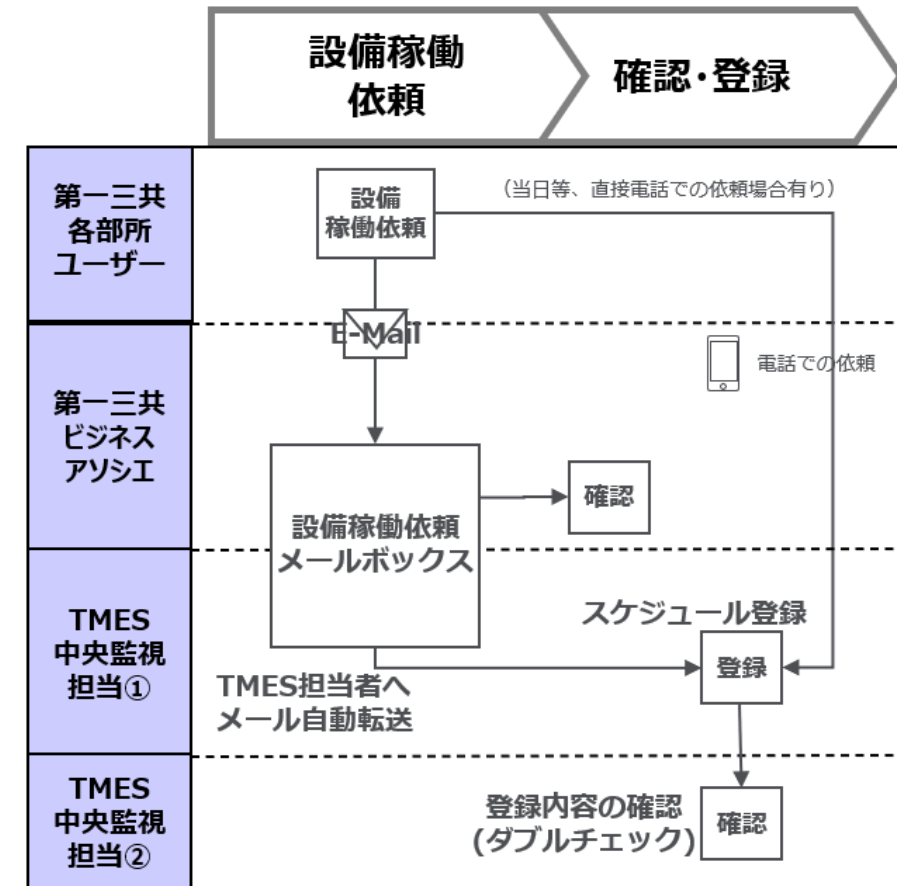 設備稼働
依頼
確認・登録
第一三共
各部所
ユーザー
設備
稼働依頼
（当日等、直接電話での依頼場合有り）
E-Mail
電話での依頼
第一三共
ビジネス
アソシエ
設備稼働依頼
メールボックス
確認
TMES
中央監視
担当①
スケジュール登録
登録
TMES担当者へ
メール自動転送
TMES
中央監視
担当②
登録内容の確認
(ダブルチェック)
確認